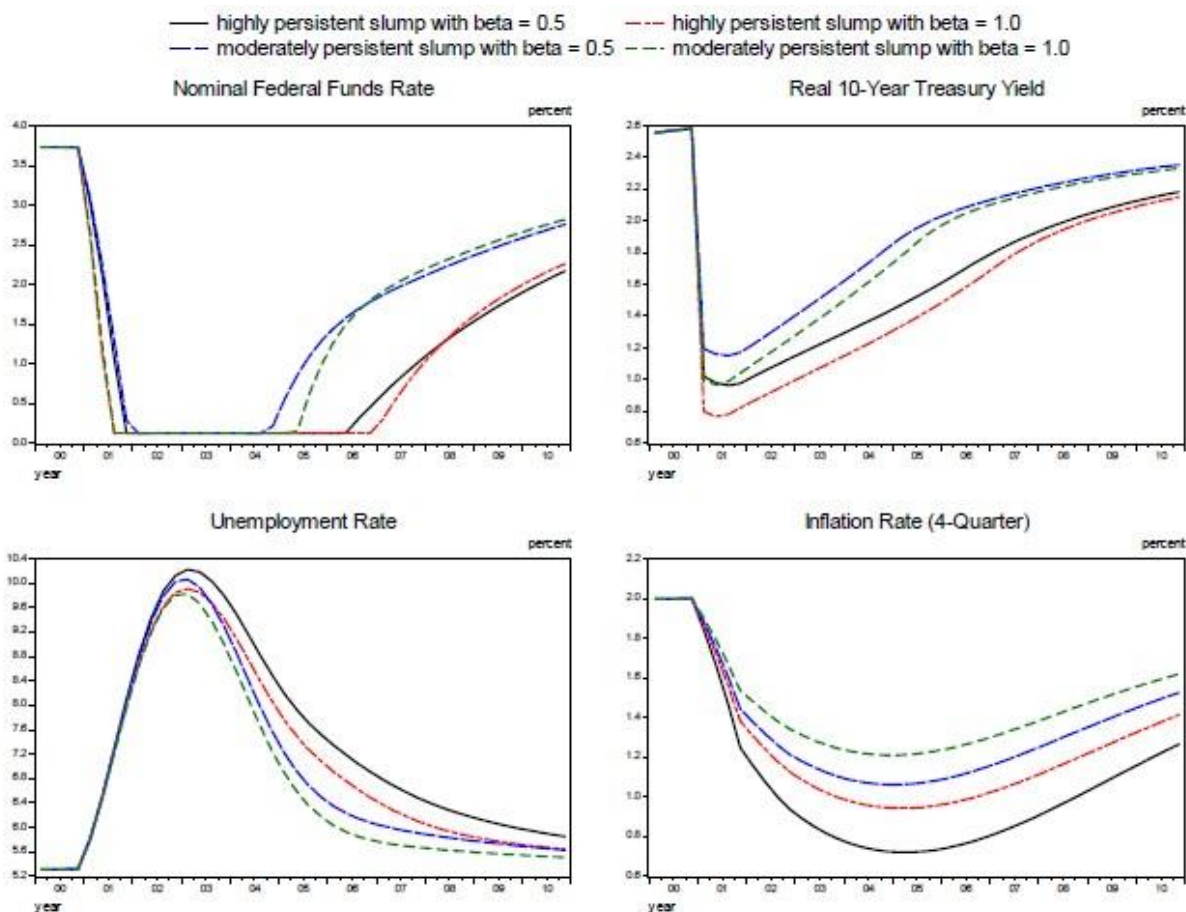 highly persistent slump with beta = 0.5 highly persistent slump with beta = 1.0
moderately persistent slump with beta = 0.5 moderately persistent slump with beta = 1.0
Nominal Federal Funds Rate
percent
4.0
3.5
3.0
2.5
2.0
1.5
1.0
0.5
0.0
00 01 02 03 04 05 06 07 08 09 10
year
Real 10-Year Treasury Yield
percent
2.6
2.4
2.2
2.0
1.8
1.6
1.4
1.2
1.0
0.8
0.6
00 01 02 03 04 05 06 07 08 09 10
year
Unemployment Rate
percent
10.4
10.0
9.6
9.2
8.8
8.4
8.0
7.6
7.2
6.8
6.4
6.0
5.6
5.2
00 01 02 03 04 05 06 07 08 09 10
year
Inflation Rate (4-Quarter)
percent
2.2
2.0
1.8
1.6
1.4
1.2
1.0
0.8
0.6
00 01 02 03 04 05 06 07 08 09 10
year